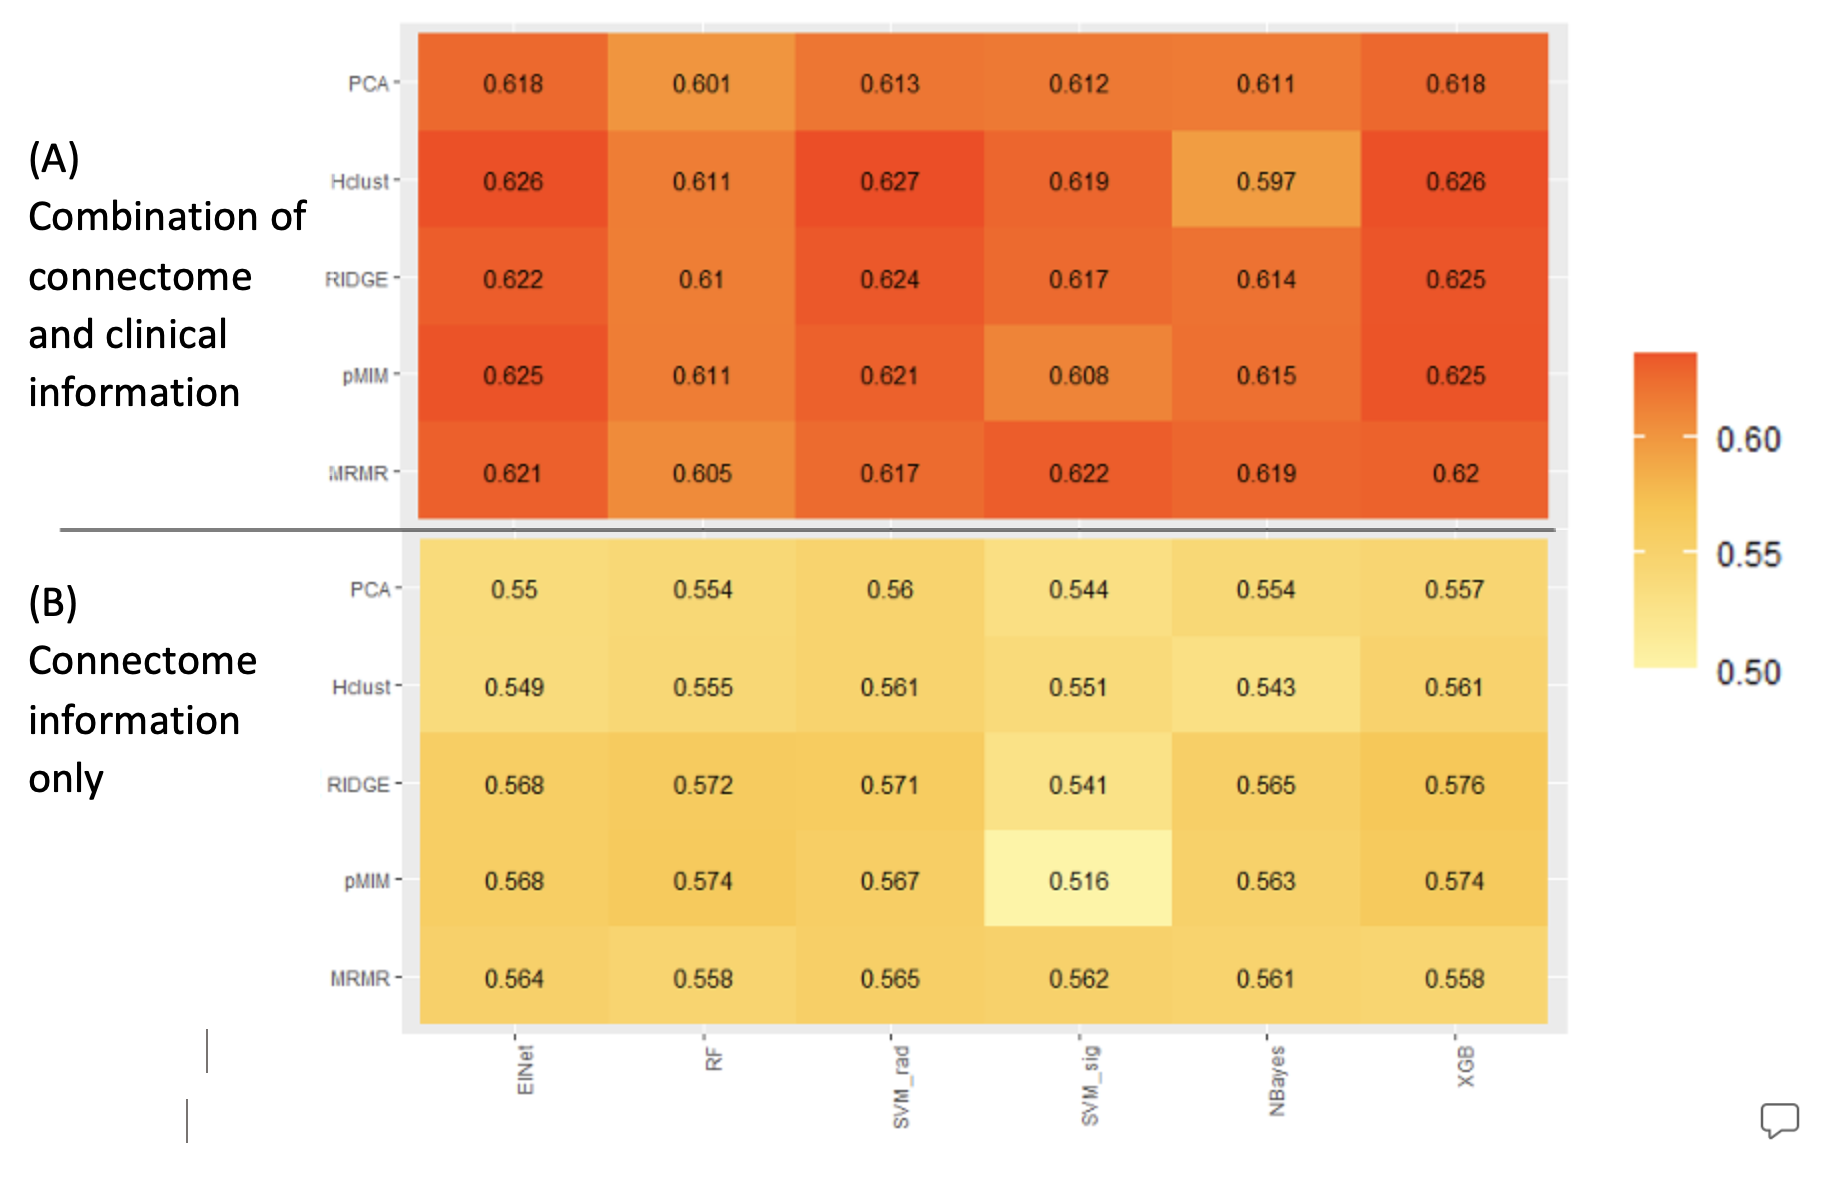 (A)
Combination of
connectome
and clinical
information
PCA 0.618 0.601 0.613 0.612 0.611 0.618
Hclust 0.626 0.611 0.627 0.619 0.597 0.626
RIDGE 0.622 0.61 0.624 0.617 0.614 0.625
pMIM 0.625 0.611 0.621 0.608 0.615 0.625
MRMR 0.621 0.605 0.617 0.622 0.619 0.62
(B)
Connectome
information
only
PCA 0.55 0.554 0.56 0.544 0.554 0.557
Hclust 0.549 0.555 0.561 0.551 0.543 0.561
RIDGE 0.568 0.572 0.571 0.541 0.565 0.576
pMIM 0.568 0.574 0.567 0.516 0.563 0.574
MRMR 0.564 0.558 0.565 0.562 0.561 0.558
ElNet RF SVM_rad SVM_sig NBayes XGB
0.60
0.55
0.50